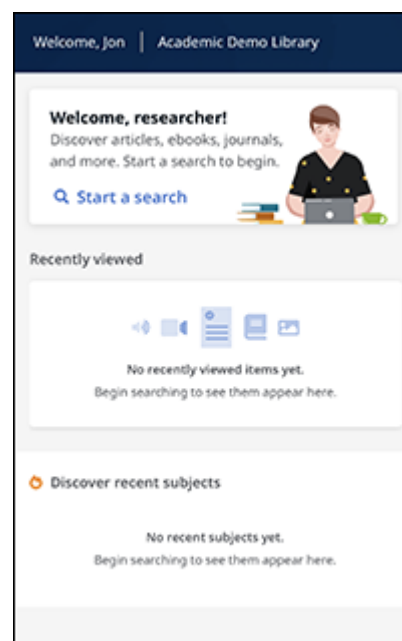 Welcome, Jon | Academic Demo Library
Welcome, researcher!
Discover articles, ebooks, journals,
and more. Start a search to begin.
Start a search
Recently viewed
No recently viewed items yet.
Begin searching to see them appear here.
Discover recent subjects
No recent subjects yet.
Begin searching to see them appear here.